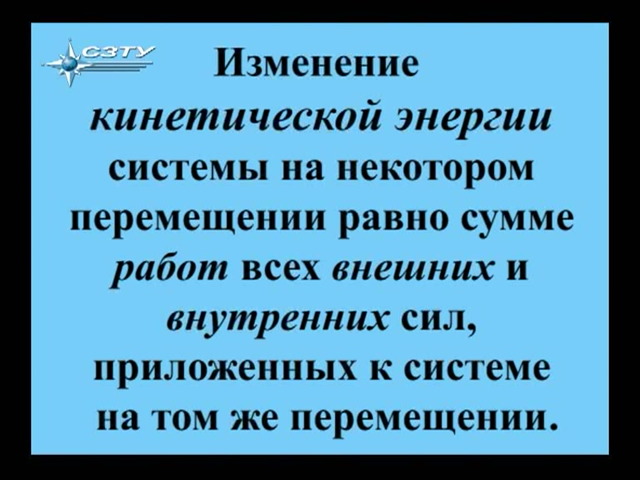 СЗТУ
Изменение
кинетической энергии
системы на некотором
перемещении равно сумме
работ всех внешних и
внутренних сил,
приложенных к системе
на том же перемещении.